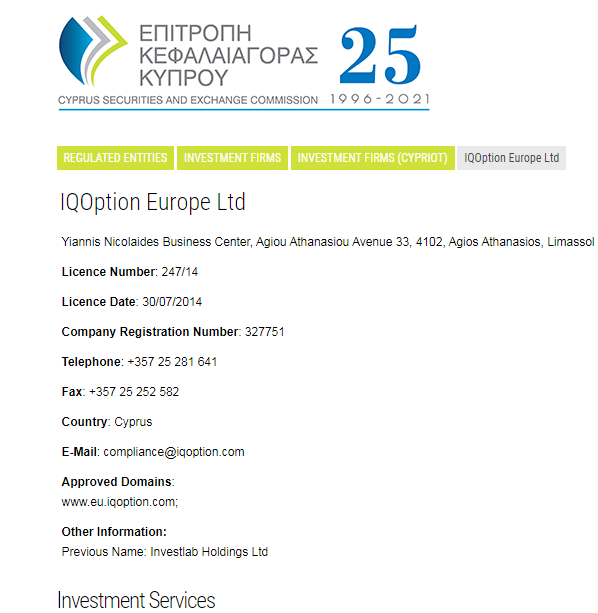 ΕΠΙΤΡΟΠΗ
ΚΕΦΑΛΑΙΑΓΟΡΑΣ
ΚΥΠΡΟΥ
25
CYPRUS SECURITIES AND EXCHANGE COMMISSION 1996-2021
REGULATED ENTITIES INVESTMENT FIRMS INVESTMENT FIRMS (CYPRIOT) IQOption Europe Ltd
IQOption Europe Ltd
Yiannis Nicolaides Business Center, Agiou Athanasiou Avenue 33, 4102, Agios Athanasios, Limassol
Licence Number: 247/14
Licence Date: 30/07/2014
Company Registration Number: 327751
Telephone: +357 25 281 641
Fax: +357 25 252 582
Country: Cyprus
E-Mail: compliance@iqoption.com
Approved Domains:
www.eu.iqoption.com;
Other Information:
Previous Name: Investlab Holdings Ltd
Investment Services